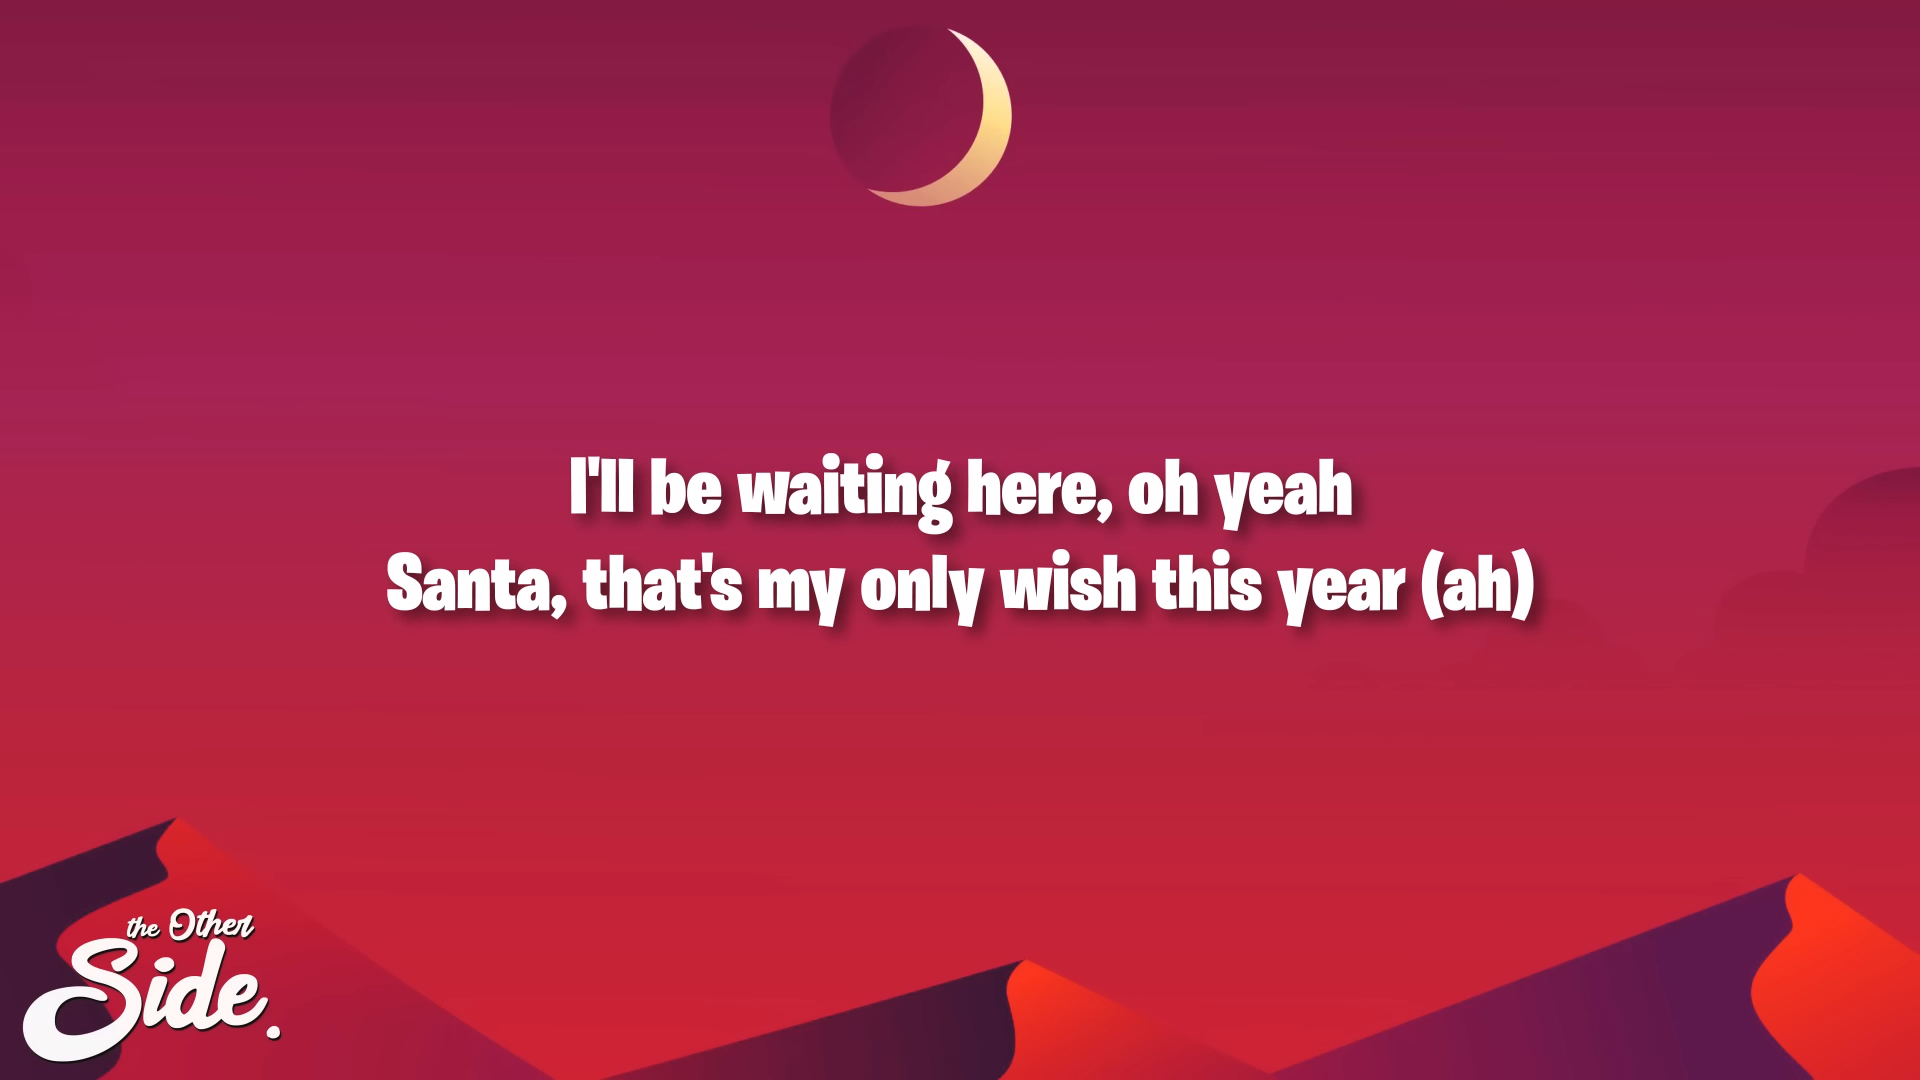 I'll be waiting here, oh yeah
Santa, that's my only wish this year (ah)
the Other
Side.